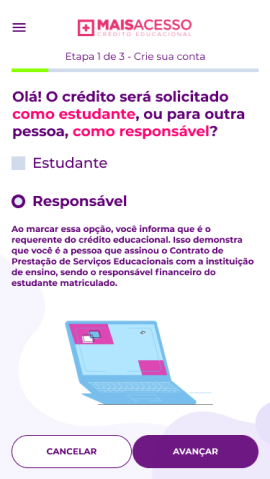 MAISACESSO
CRÉDITO EDUCACIONAL
Etapa 1 de 3 - Crie sua conta
Olá! O crédito será solicitado
como estudante, ou para outra
pessoa, como responsável?
Estudante
Responsável
Ao marcar essa opção, você informa que é o
requerente do crédito educacional. Isso demonstra
que você é a pessoa que assinou o Contrato de
Prestação de Serviços Educacionais com a instituição
de ensino, sendo o responsável financeiro do
estudante matriculado.
CANCELAR
AVANÇAR